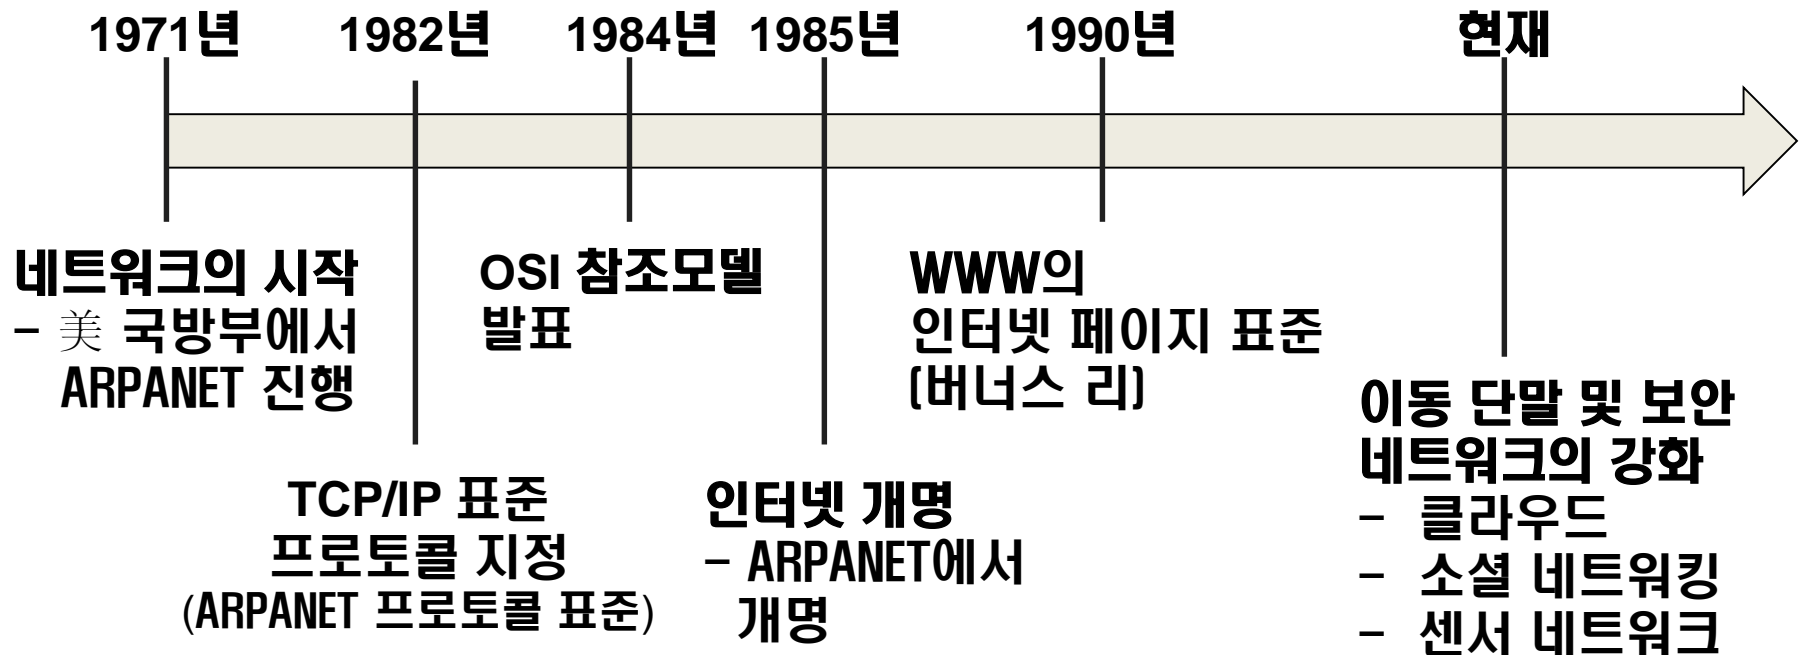 1971년
네트워크의 시작
– 美 국방부에서
ARPANET 진행
1982년
TCP/IP 표준
프로토콜 지정
(ARPANET 프로토콜 표준)
1984년
OSI 참조모델
발표
1985년
인터넷 개명
– ARPANET에서
개명
1990년
WWW의
인터넷 페이지 표준
(버너스 리)
현재
이동 단말 및 보안
네트워크의 강화
– 클라우드
– 소셜 네트워킹
– 센서 네트워크